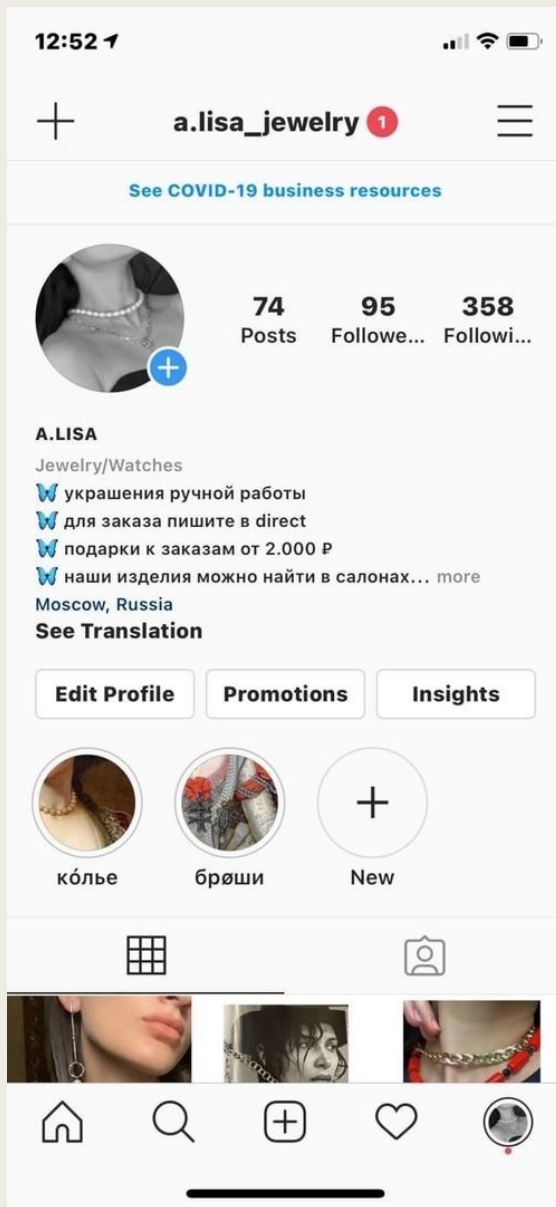 12:52
a.lisa_jewelry 1
See COVID-19 business resources
74 95 358
Posts Followe... Followi...
A.LISA
Jewelry/Watches
🦋 украшения ручной работы
🦋 для заказа пишите в direct
🦋 подарки к заказам от 2.000 ₽
🦋 наши изделия можно найти в салонах... more
Moscow, Russia
See Translation
Edit Profile Promotions Insights
ко́лье брøши New